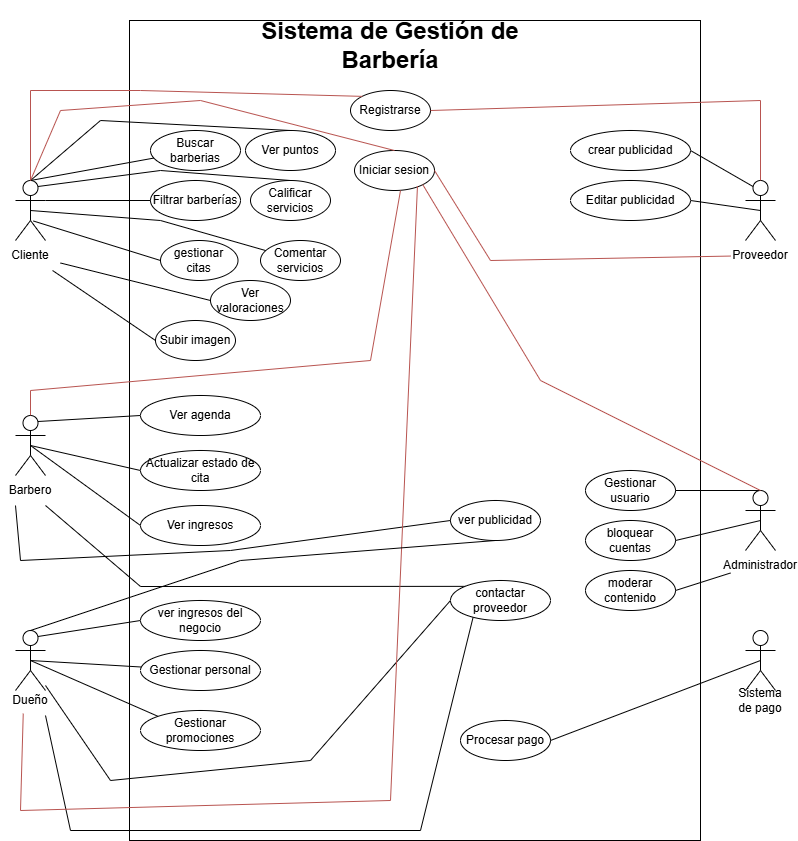 Sistema de Gestión de
Barbería
Registrarse
Buscar
barberias
Ver puntos
Iniciar sesion
crear publicidad
Filtrar barberías
Calificar
servicios
Editar publicidad
Cliente
gestionar
citas
Comentar
servicios
Proveedor
Ver
valoraciones
Subir imagen
Ver agenda
Actualizar estado de
cita
Barbero
Gestionar
usuario
Ver ingresos
ver publicidad
bloquear
cuentas
Administrador
contactar
proveedor
moderar
contenido
ver ingresos del
negocio
Gestionar personal
Dueño
Sistema
de pago
Gestionar
promociones
Procesar pago